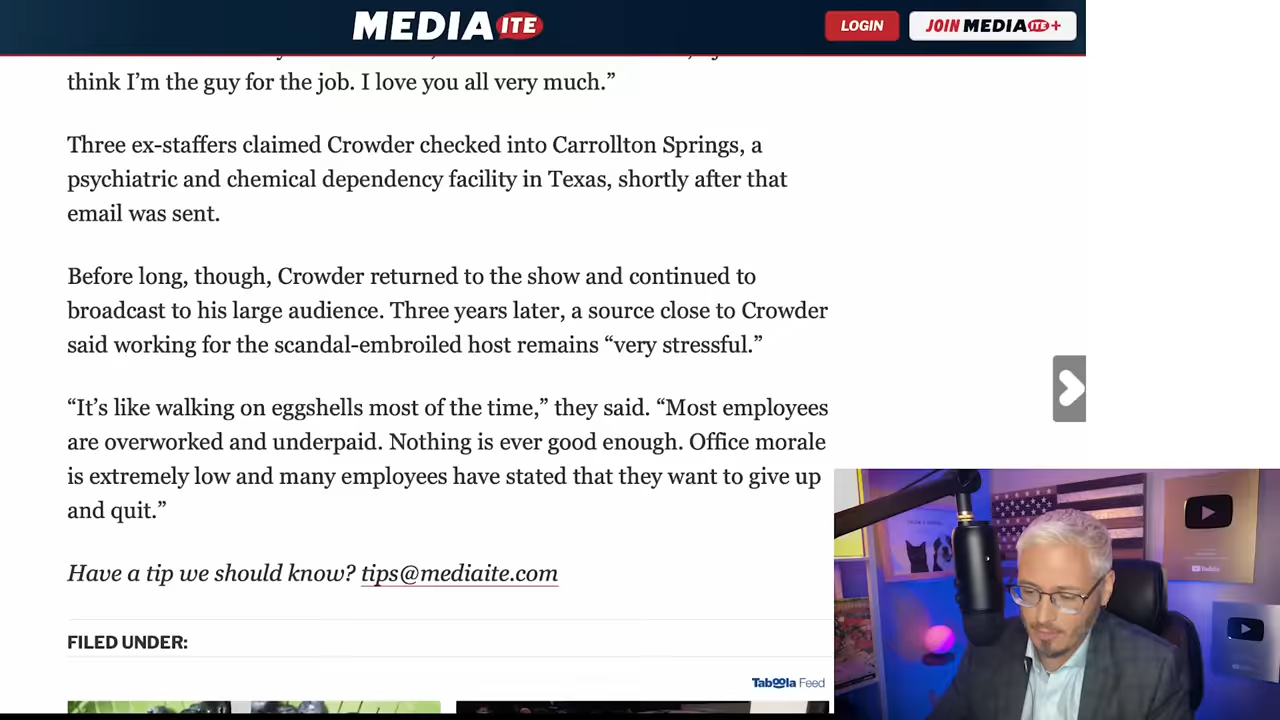 MEDIA ITE
LOGIN
JOIN MEDIA ITE +
think I’m the guy for the job. I love you all very much.”
Three ex-staffers claimed Crowder checked into Carrollton Springs, a
psychiatric and chemical dependency facility in Texas, shortly after that
email was sent.
Before long, though, Crowder returned to the show and continued to
broadcast to his large audience. Three years later, a source close to Crowder
said working for the scandal-embroiled host remains “very stressful.”
“It’s like walking on eggshells most of the time,” they said. “Most employees
are overworked and underpaid. Nothing is ever good enough. Office morale
is extremely low and many employees have stated that they want to give up
and quit.”
Have a tip we should know? tips@mediaite.com
FILED UNDER:
Taboola Feed